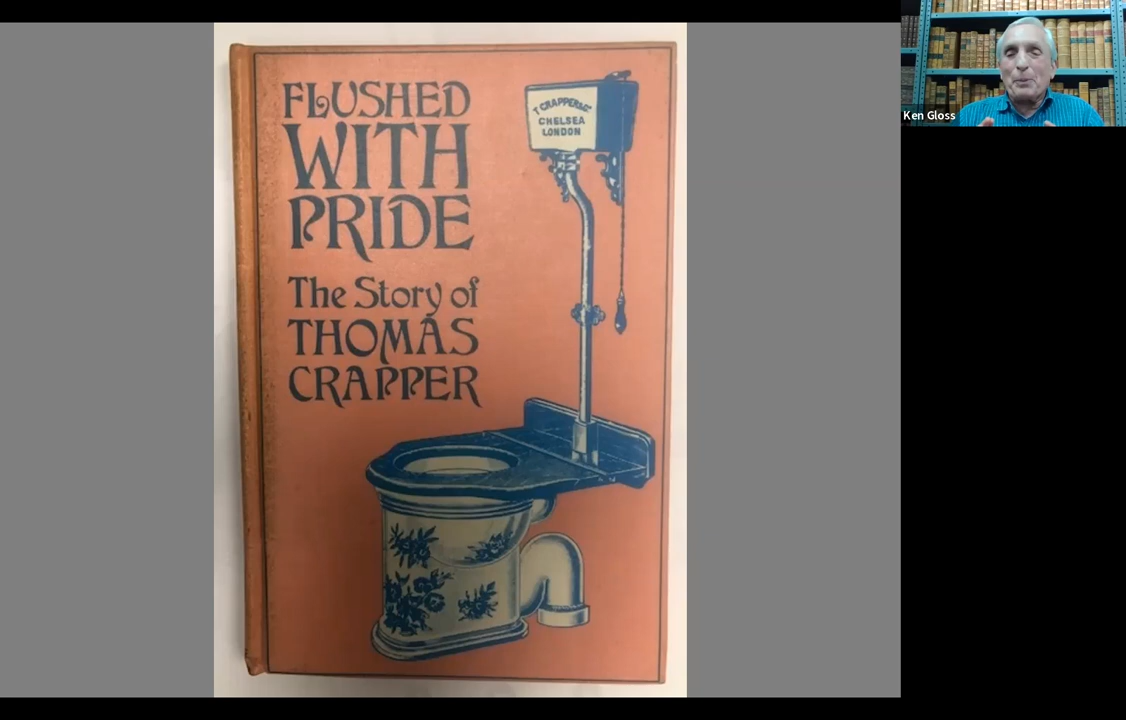 FLUSHED
WITH
PRIDE
The Story of
THOMAS
CRAPPER
T CRAPPER & Co
CHELSEA
LONDON
Ken Gloss